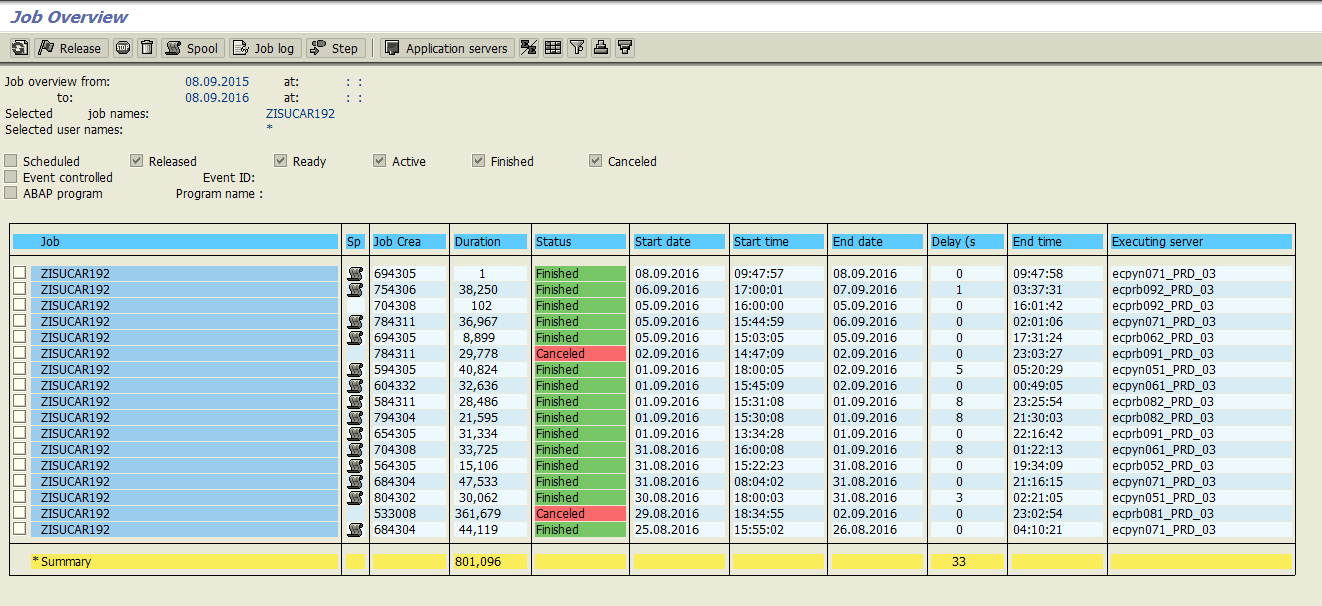 Job Overview
Release Spool Job log Step Application servers
Job overview from: 08.09.2015 at: : :
to: 08.09.2016 at: : :
Selected job names: ZISUCAR192
Selected user names: *
Scheduled Released Ready Active Finished Canceled
Event controlled Event ID:
ABAP program Program name :
Job Sp Job Crea Duration Status Start date Start time End date Delay (s End time Executing server
ZISUCAR192 694305 1 Finished 08.09.2016 09:47:57 08.09.2016 0 09:47:58 ecpyn071_PRD_03
ZISUCAR192 754306 38,250 Finished 06.09.2016 17:00:01 07.09.2016 1 03:37:31 ecprb092_PRD_03
ZISUCAR192 704308 102 Finished 05.09.2016 16:00:00 05.09.2016 0 16:01:42 ecprb092_PRD_03
ZISUCAR192 784311 36,967 Finished 05.09.2016 15:44:59 06.09.2016 0 02:01:06 ecpyn071_PRD_03
ZISUCAR192 694305 8,899 Finished 05.09.2016 15:03:05 05.09.2016 0 17:31:24 ecprb062_PRD_03
ZISUCAR192 784311 29,778 Canceled 02.09.2016 14:47:09 02.09.2016 0 23:03:27 ecprb091_PRD_03
ZISUCAR192 594305 40,824 Finished 01.09.2016 18:00:05 02.09.2016 5 05:20:29 ecpyn051_PRD_03
ZISUCAR192 604332 32,636 Finished 01.09.2016 15:45:09 02.09.2016 0 00:49:05 ecpyn061_PRD_03
ZISUCAR192 584311 28,486 Finished 01.09.2016 15:31:08 01.09.2016 8 23:25:54 ecprb082_PRD_03
ZISUCAR192 794304 21,595 Finished 01.09.2016 15:30:08 01.09.2016 8 21:30:03 ecprb082_PRD_03
ZISUCAR192 654305 31,334 Finished 01.09.2016 13:34:28 01.09.2016 0 22:16:42 ecprb091_PRD_03
ZISUCAR192 704308 33,725 Finished 31.08.2016 16:00:08 01.09.2016 8 01:22:13 ecpyn061_PRD_03
ZISUCAR192 564305 15,106 Finished 31.08.2016 15:22:23 31.08.2016 0 19:34:09 ecprb052_PRD_03
ZISUCAR192 684304 47,533 Finished 31.08.2016 08:04:02 31.08.2016 0 21:16:15 ecpyn071_PRD_03
ZISUCAR192 804302 30,062 Finished 30.08.2016 18:00:03 31.08.2016 3 02:21:05 ecpyn051_PRD_03
ZISUCAR192 533008 361,679 Canceled 29.08.2016 18:34:55 02.09.2016 0 23:02:54 ecprb081_PRD_03
ZISUCAR192 684304 44,119 Finished 25.08.2016 15:55:02 26.08.2016 0 04:10:21 ecpyn071_PRD_03
* Summary 801,096 33